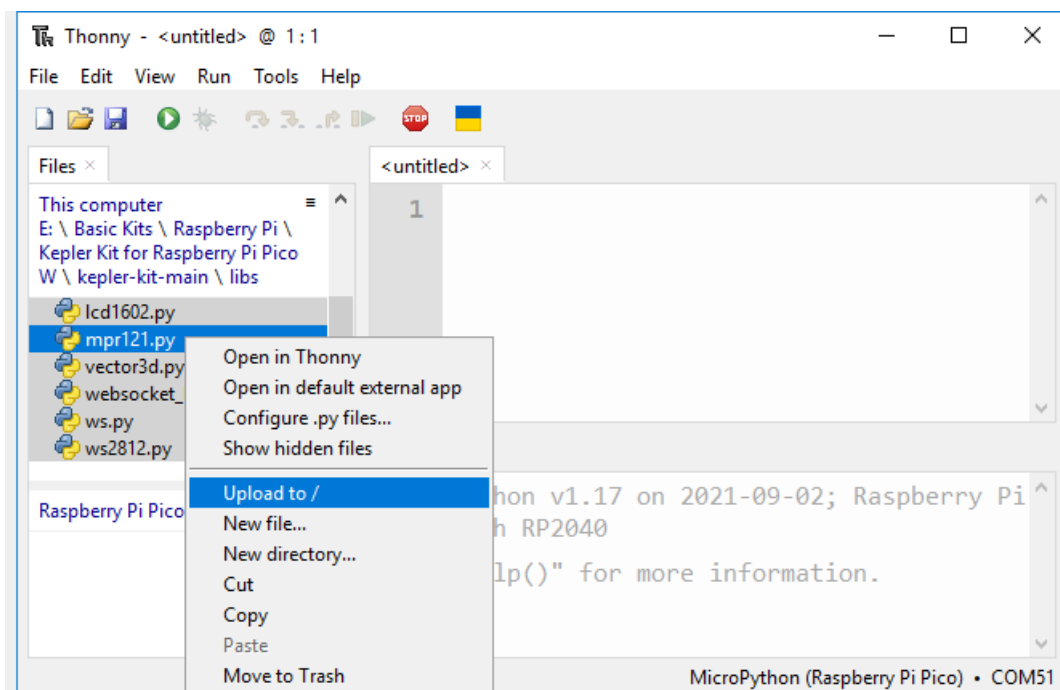 Thonny - <untitled> @ 1:1
File Edit View Run Tools Help
STOP
Files ×
<untitled> ×
This computer
E: \ Basic Kits \ Raspberry Pi \
Kepler Kit for Raspberry Pi Pico
W \ kepler-kit-main \ libs
1
lcd1602.py
mpr121.py
vector3d.py
websocket_
ws.py
ws2812.py
Open in Thonny
Open in default external app
Configure .py files...
Show hidden files
Upload to /
New file...
New directory...
Cut
Copy
Paste
Move to Trash
Raspberry Pi Pico
hon v1.17 on 2021-09-02; Raspberry Pi
h RP2040
lp()" for more information.
MicroPython (Raspberry Pi Pico) • COM51